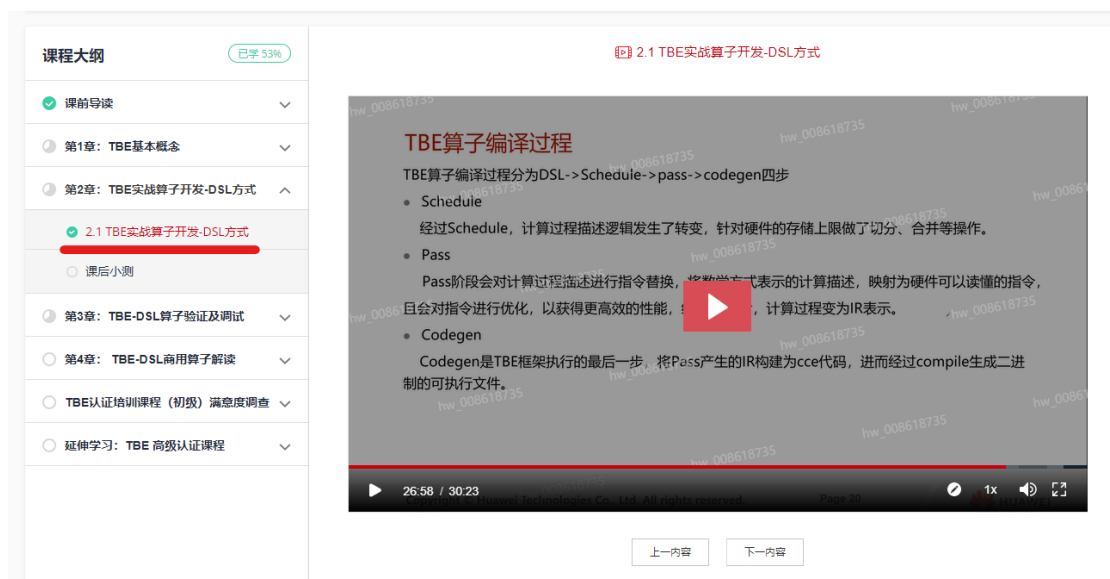 课程大纲
已学 53%
课前导读
第1章：TBE基本概念
第2章：TBE实战算子开发-DSL方式
2.1 TBE实战算子开发-DSL方式
课后小测
第3章：TBE-DSL算子验证及调试
第4章： TBE-DSL商用算子解读
TBE认证培训课程（初级）满意度调查
延伸学习：TBE 高级认证课程
2.1 TBE实战算子开发-DSL方式
hw_008618735
TBE算子编译过程
TBE算子编译过程分为DSL->Schedule->pass->codegen四步
Schedule
经过Schedule，计算过程描述逻辑发生了转变，针对硬件的存储上限做了切分、合并等操作。
Pass
Pass阶段会对计算过程描述进行指令替换，将数学方式表示的计算描述，映射为硬件可以读懂的指令，
且会对指令进行优化，以获得更高效的性能， ，计算过程变为IR表示。
Codegen
Codegen是TBE框架执行的最后一步，将Pass产生的IR构建为cce代码，进而经过compile生成二进
制的可执行文件。
26:58 / 30:23
1x
Copyright © Huawei Technologies Co., Ltd. All rights reserved.
Page 20
HUAWEI
上一内容
下一内容